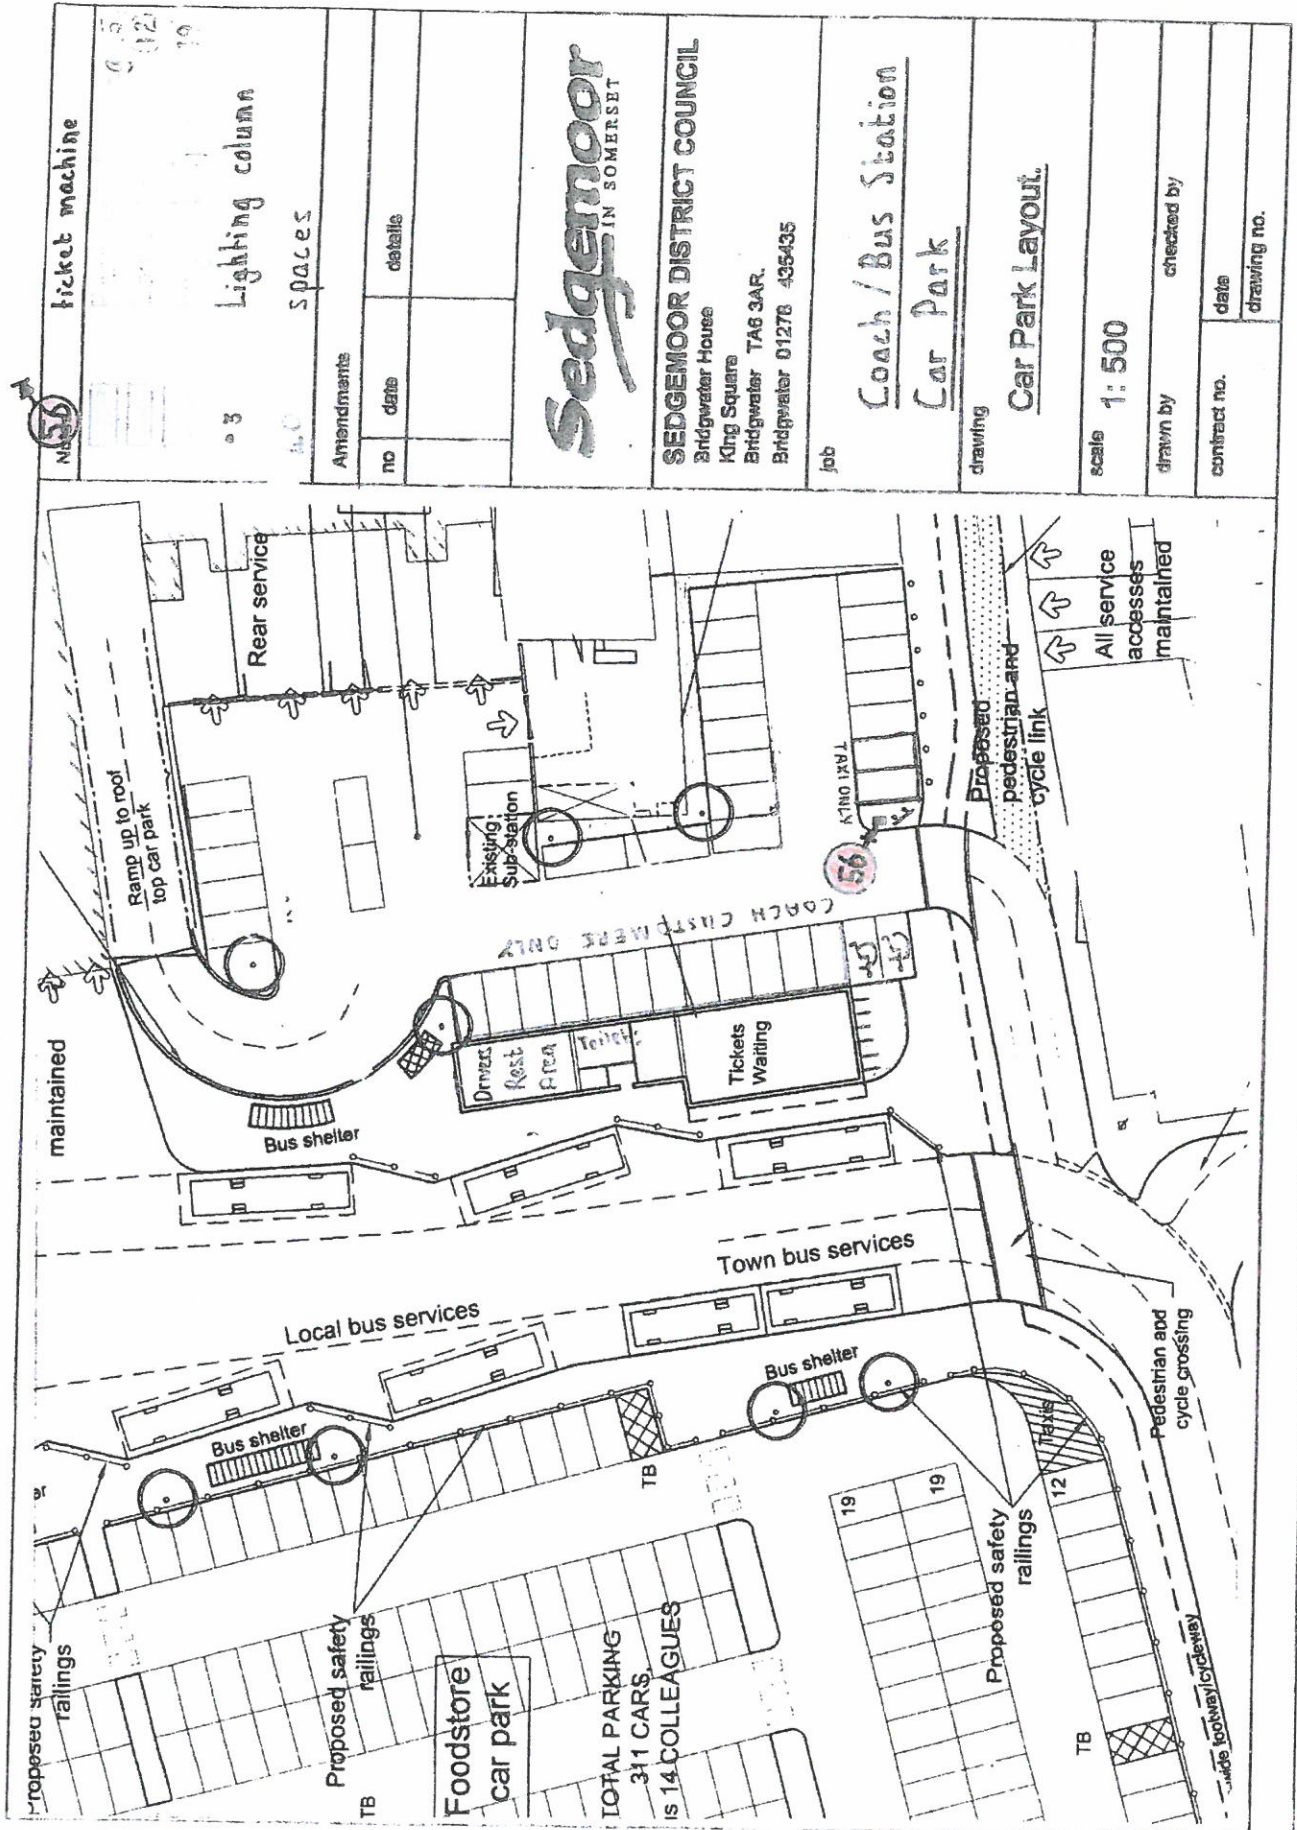 56
ticket machine
3
Lighting column
40
spaces
Amendments
no date details
Sedgemoor
IN SOMERSET
SEDGEMOOR DISTRICT COUNCIL
Bridgwater House
King Square
Bridgwater TA6 3AR.
Bridgwater 01278 435435
job
Coach / Bus Station
Car Park
drawing
Car Park Layout.
scale
1:500
drawn by
checked by
contract no.
date
drawing no.
maintained
Ramp up to roof
top car park
Rear service
Existing
Sub-station
COACH CUSTOMERS ONLY
TAXI ONLY
56
Drivers
Rest
Area
Toilets
Tickets
Waiting
Bus shelter
Proposed
pedestrian and
cycle link
All service
accesses
maintained
Local bus services
Town bus services
Bus shelter
Bus shelter
Pedestrian and
cycle crossing
Proposed safety
railings
Proposed safety
railings
Proposed safety
railings
Taxis
TB
TB
TB
19
19
12
Foodstore
car park
TOTAL PARKING
311 CARS,
is 14 COLLEAGUES
wide footway/cycleway